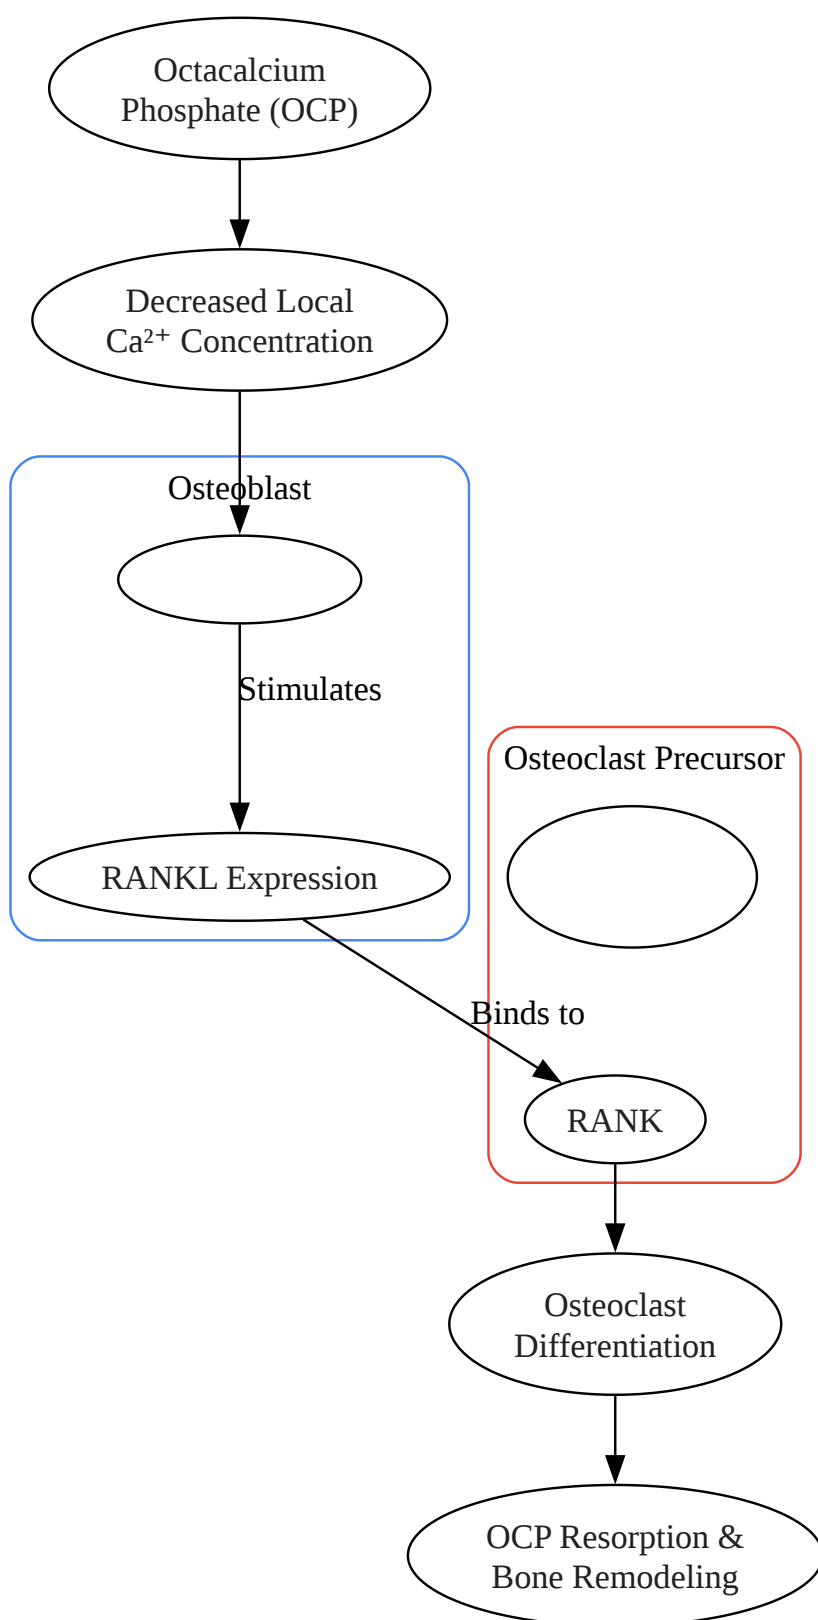 Octacalcium
Phosphate (OCP)
Decreased Local
Ca²⁺ Concentration
Osteoblast
Stimulates
RANKL Expression
Osteoclast Precursor
Binds to
RANK
Osteoclast
Differentiation
OCP Resorption &
Bone Remodeling